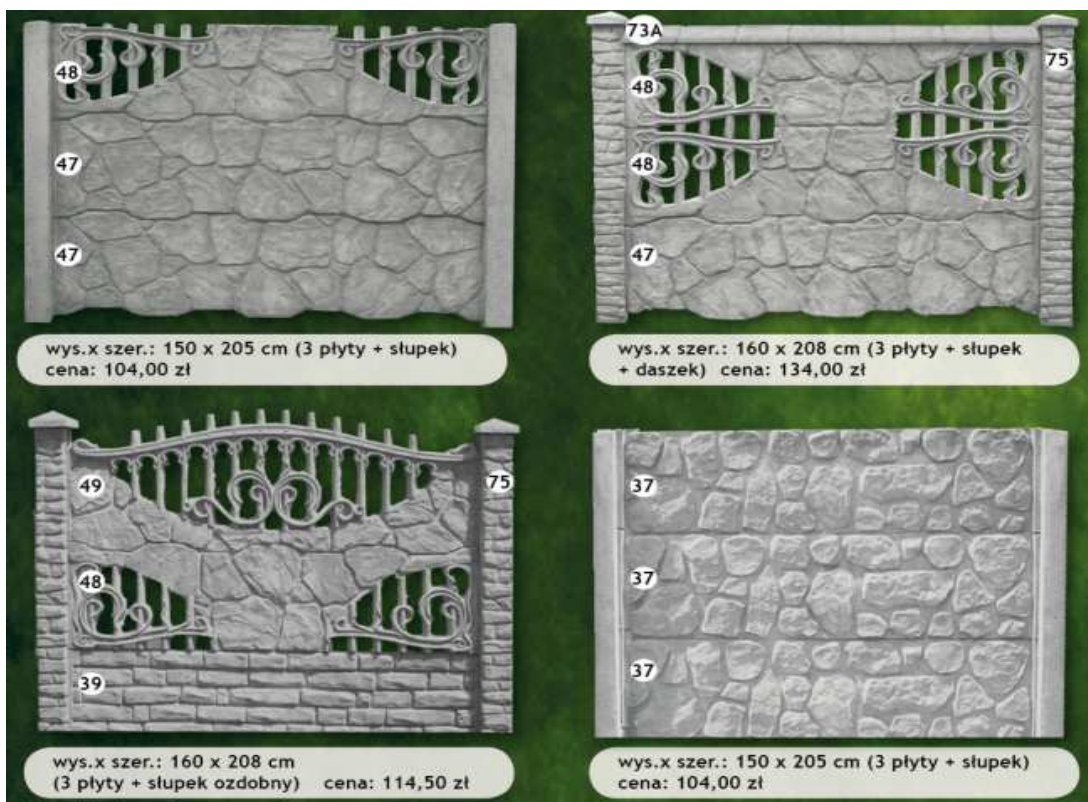 48
47
47
wys.x szer.: 150 x 205 cm (3 płyty + słupek)
cena: 104,00 zł
73A
75
48
48
47
wys.x szer.: 160 x 208 cm (3 płyty + słupek
+ daszek) cena: 134,00 zł
49
75
48
39
wys.x szer.: 160 x 208 cm
(3 płyty + słupek ozdobny) cena: 114,50 zł
37
37
37
wys.x szer.: 150 x 205 cm (3 płyty + słupek)
cena: 104,00 zł